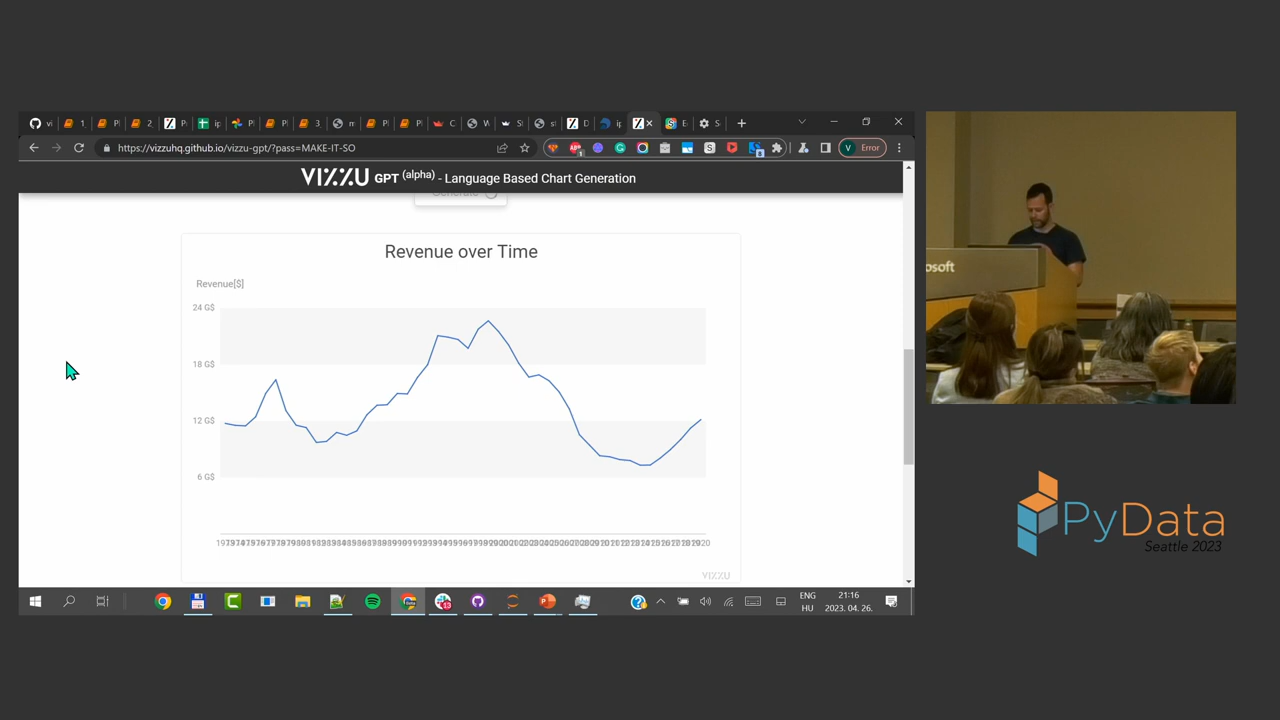 https://vizzuhq.github.io/vizzu-gpt/?pass=MAKE-IT-SO
V Error
VIZZU GPT (alpha) - Language Based Chart Generation
Generate
Revenue over Time
Revenue[$]
24 G$
18 G$
12 G$
6 G$
VIZZU
ENG
HU
21:16
2023. 04. 26.
osoft
PyData
Seattle 2023